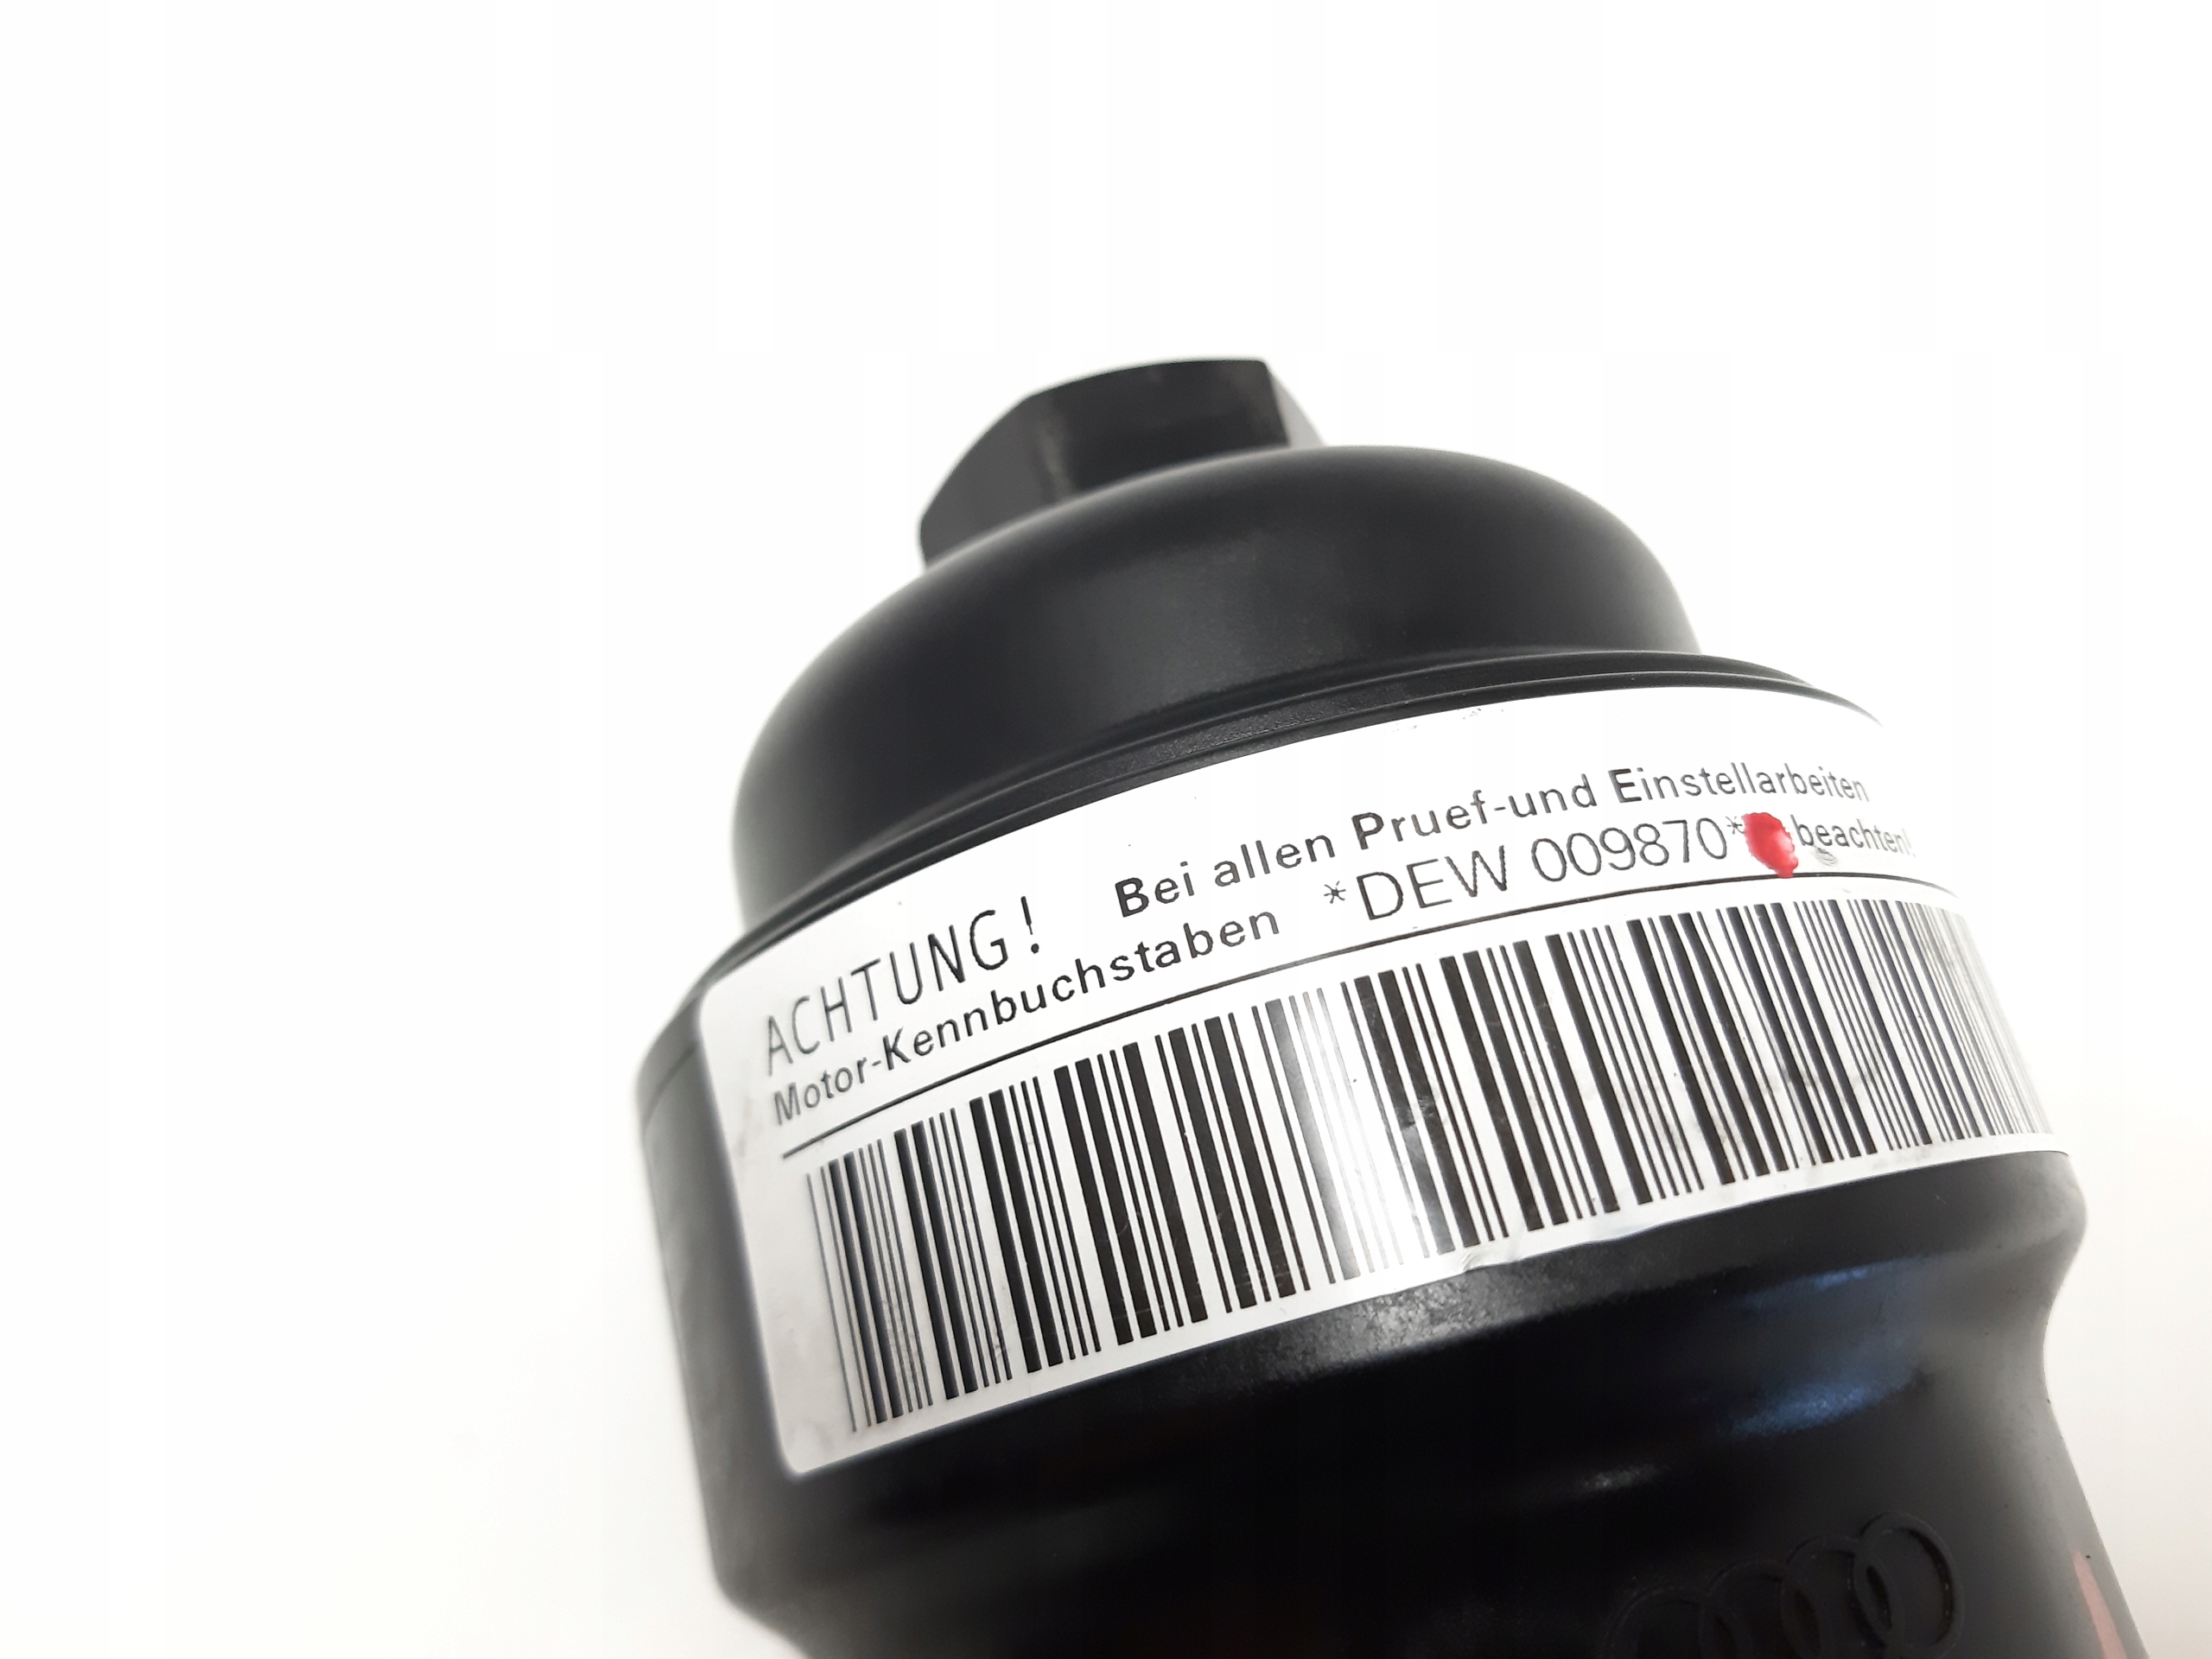 ACHTUNG! Bei allen Pruef-und Einstellarbeiten
Motor-Kennbuchstaben *DEW 009870* beachten!